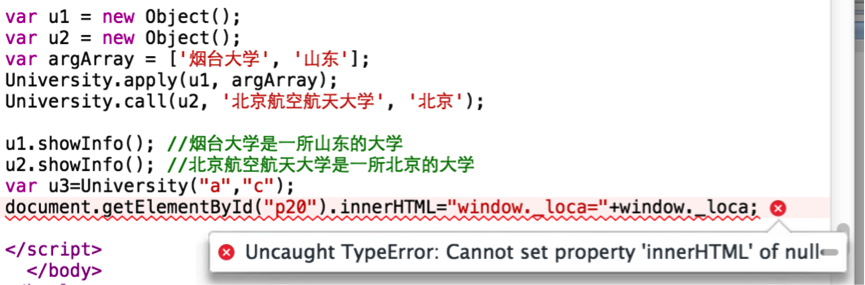 var u1 = new Object();
var u2 = new Object();
var argArray = ['烟台大学', '山东'];
University.apply(u1, argArray);
University.call(u2, '北京航空航天大学', '北京');
u1.showInfo(); //烟台大学是一所山东的大学
u2.showInfo(); //北京航空航天大学是一所北京的大学
var u3=University("a","c");
document.getElementById("p20").innerHTML="window._loca="+window._loca;
</script>
Uncaught TypeError: Cannot set property 'innerHTML' of null
</body>